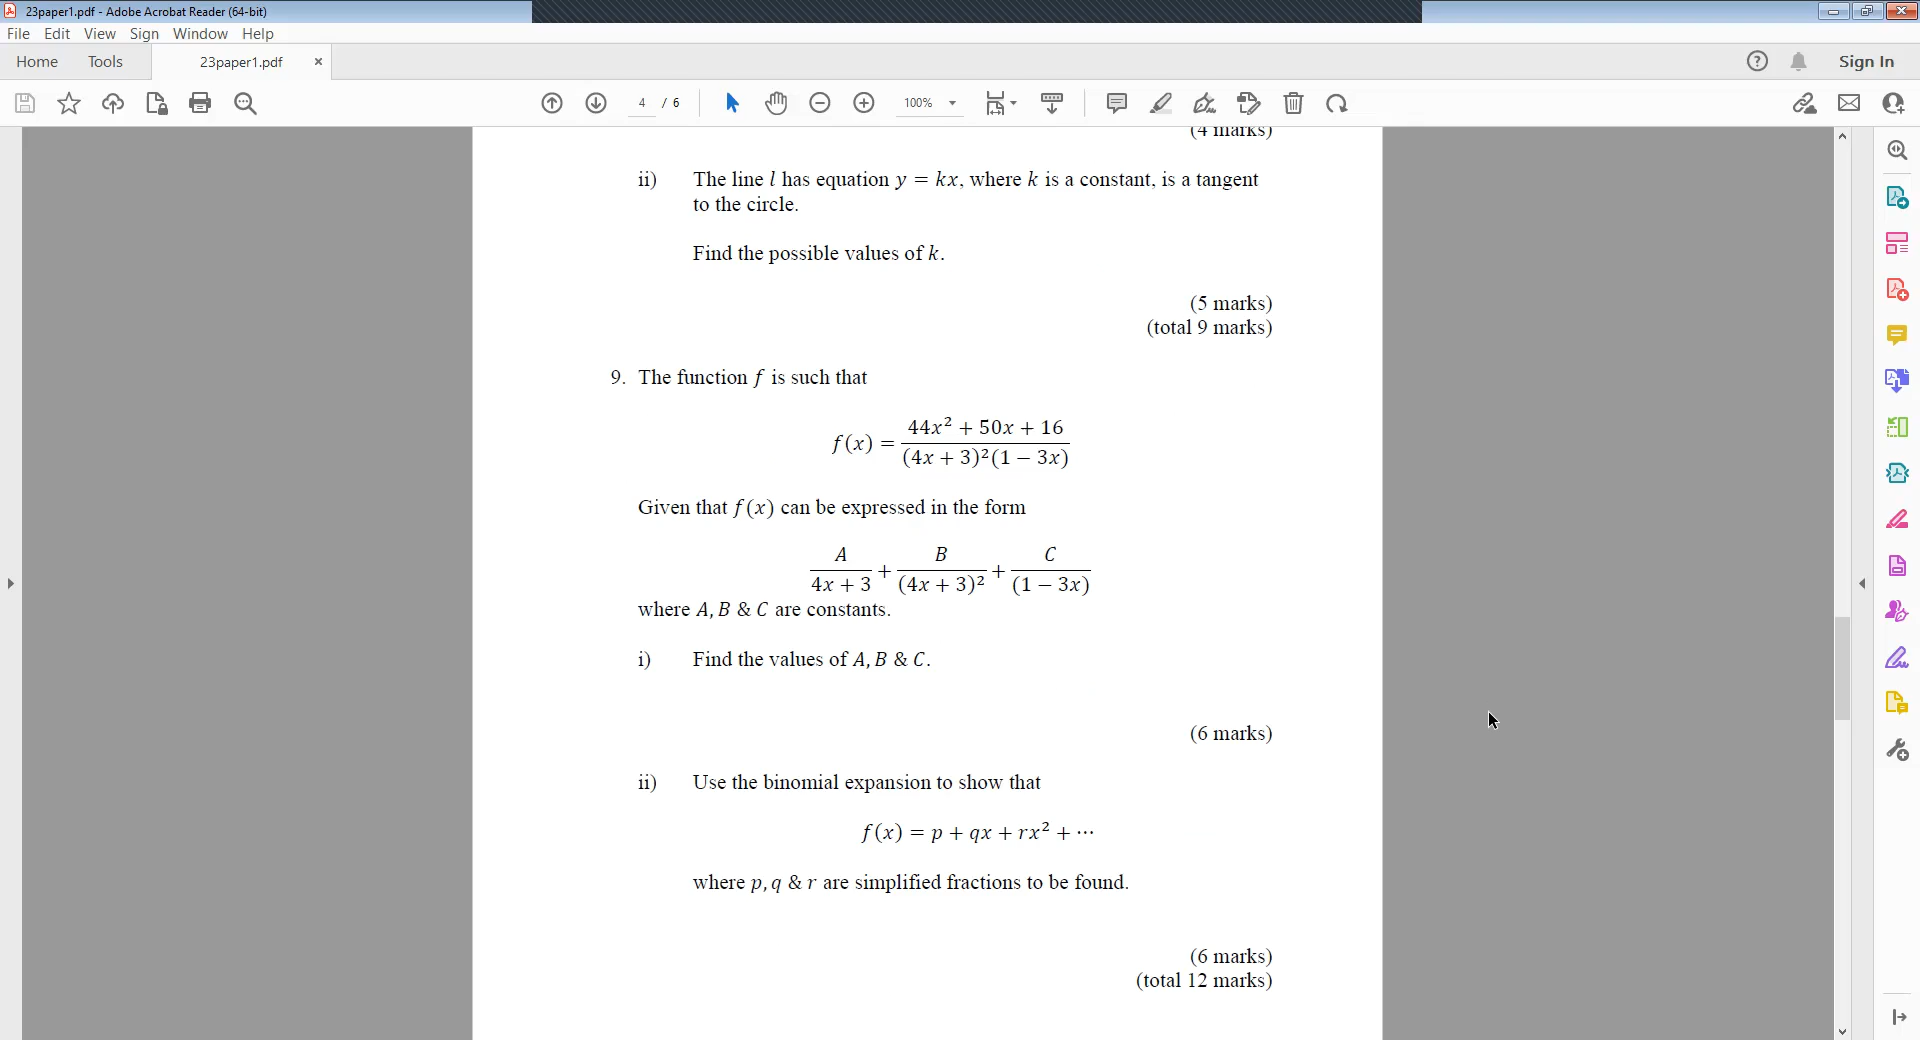 23paper1.pdf - Adobe Acrobat Reader (64-bit)
File Edit View Sign Window Help
Home Tools 23paper1.pdf × Sign In
4 / 6 100%
(4 marks)
ii) The line l has equation y = kx, where k is a constant, is a tangent
to the circle.
Find the possible values of k.
(5 marks)
(total 9 marks)
9. The function f is such that
f(x) = (44x² + 50x + 16) / ((4x + 3)²(1 − 3x))
Given that f(x) can be expressed in the form
A / (4x + 3) + B / (4x + 3)² + C / (1 − 3x)
where A, B & C are constants.
i) Find the values of A, B & C.
(6 marks)
ii) Use the binomial expansion to show that
f(x) = p + qx + rx² + ⋯
where p, q & r are simplified fractions to be found.
(6 marks)
(total 12 marks)